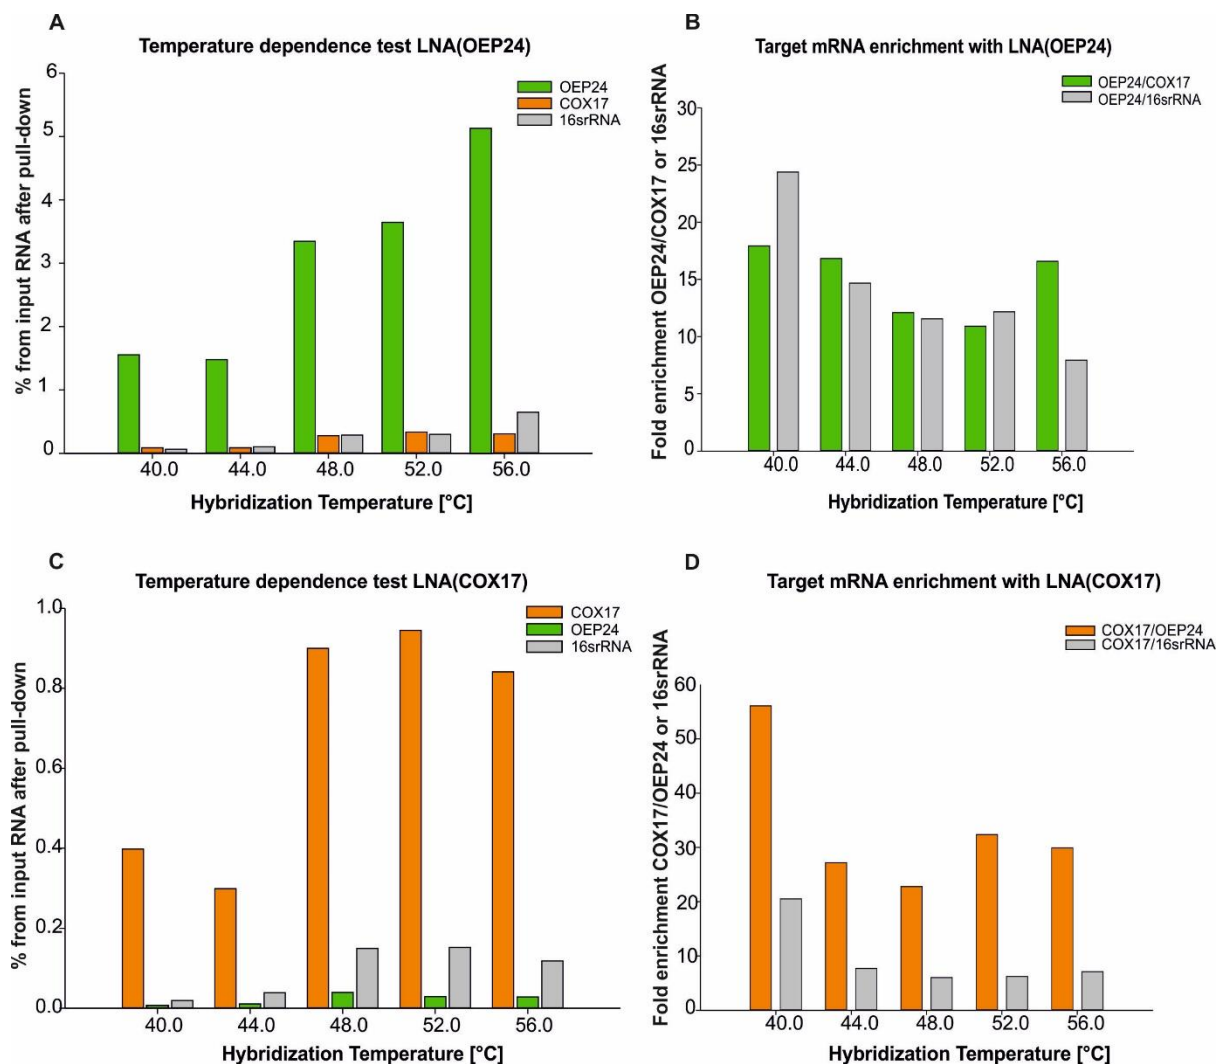 A
Temperature dependence test LNA(OEP24)
% from input RNA after pull-down
6
5
4
3
2
1
0
OEP24
COX17
16srRNA
40.0 44.0 48.0 52.0 56.0
Hybridization Temperature [°C]
B
Target mRNA enrichment with LNA(OEP24)
Fold enrichment OEP24/COX17 or 16srRNA
30
25
20
15
10
5
0
OEP24/COX17
OEP24/16srRNA
40.0 44.0 48.0 52.0 56.0
Hybridization Temperature [°C]
C
Temperature dependence test LNA(COX17)
% from input RNA after pull-down
1.0
0.8
0.6
0.4
0.2
0.0
COX17
OEP24
16srRNA
40.0 44.0 48.0 52.0 56.0
Hybridization Temperature [°C]
D
Target mRNA enrichment with LNA(COX17)
Fold enrichment COX17/OEP24 or 16srRNA
60
50
40
30
20
10
0
COX17/OEP24
COX17/16srRNA
40.0 44.0 48.0 52.0 56.0
Hybridization Temperature [°C]